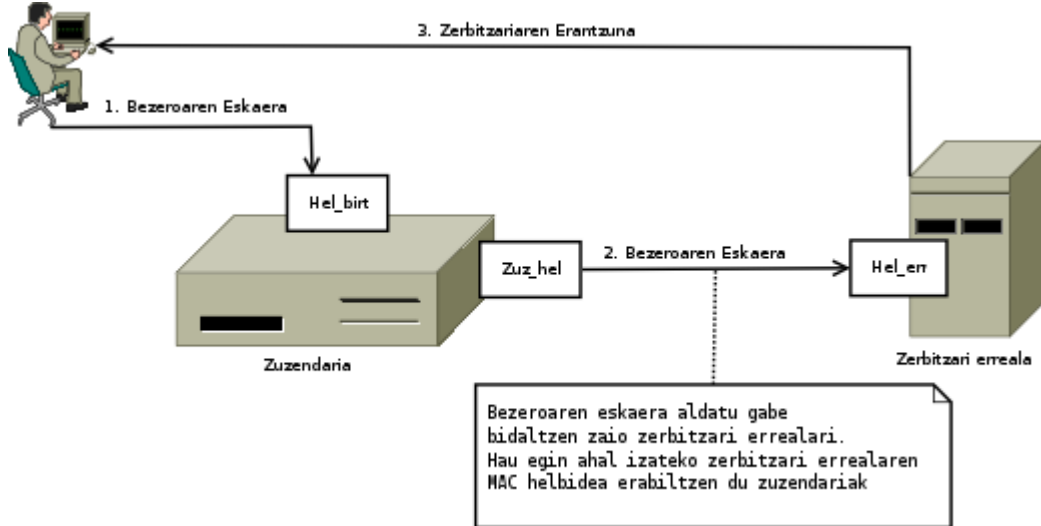 3. Zerbitzariaren Erantzuna
1. Bezeroaren Eskaera
Hel_birt
Zuz_hel
2. Bezeroaren Eskaera
Hel_err
Zuzendaria
Zerbitzari erreala
Bezeroaren eskaera aldatu gabe
bidaltzen zaio zerbitzari errealari.
Hau egin ahal izateko zerbitzari errealaren
MAC helbidea erabiltzen du zuzendariak